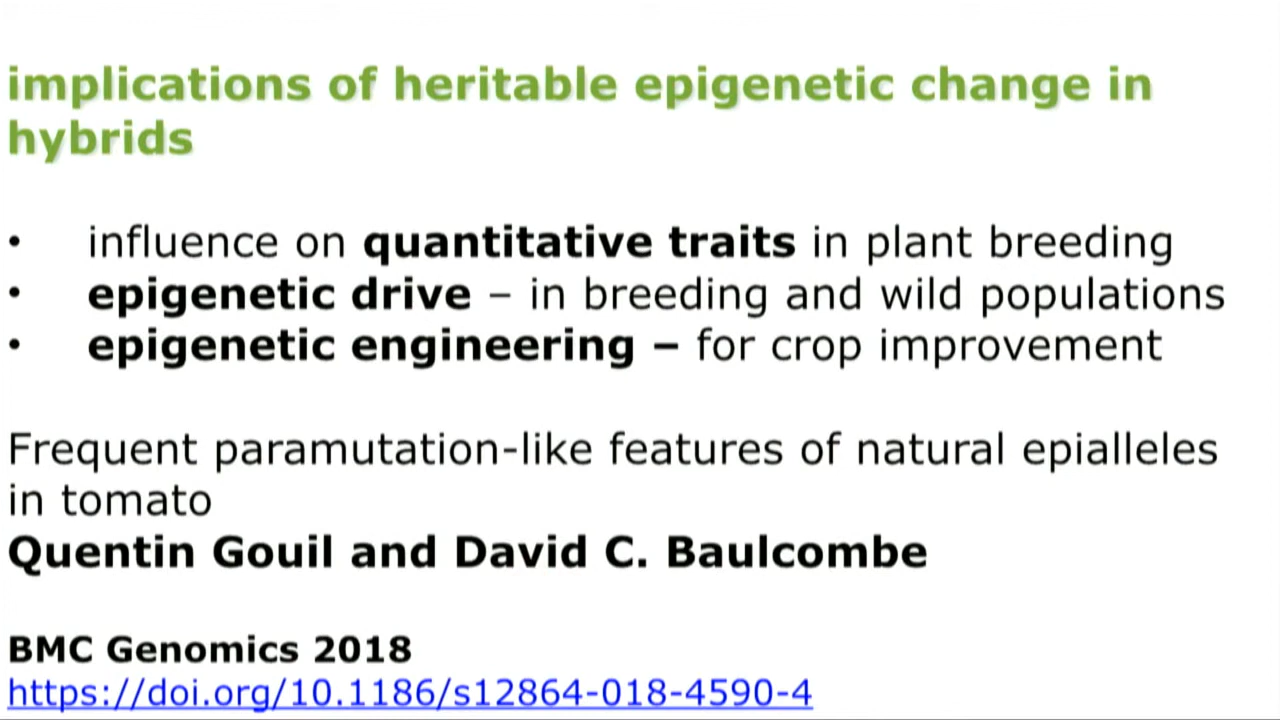 implications of heritable epigenetic change in
hybrids
• influence on quantitative traits in plant breeding
• epigenetic drive – in breeding and wild populations
• epigenetic engineering – for crop improvement
Frequent paramutation-like features of natural epialleles
in tomato
Quentin Gouil and David C. Baulcombe
BMC Genomics 2018
https://doi.org/10.1186/s12864-018-4590-4